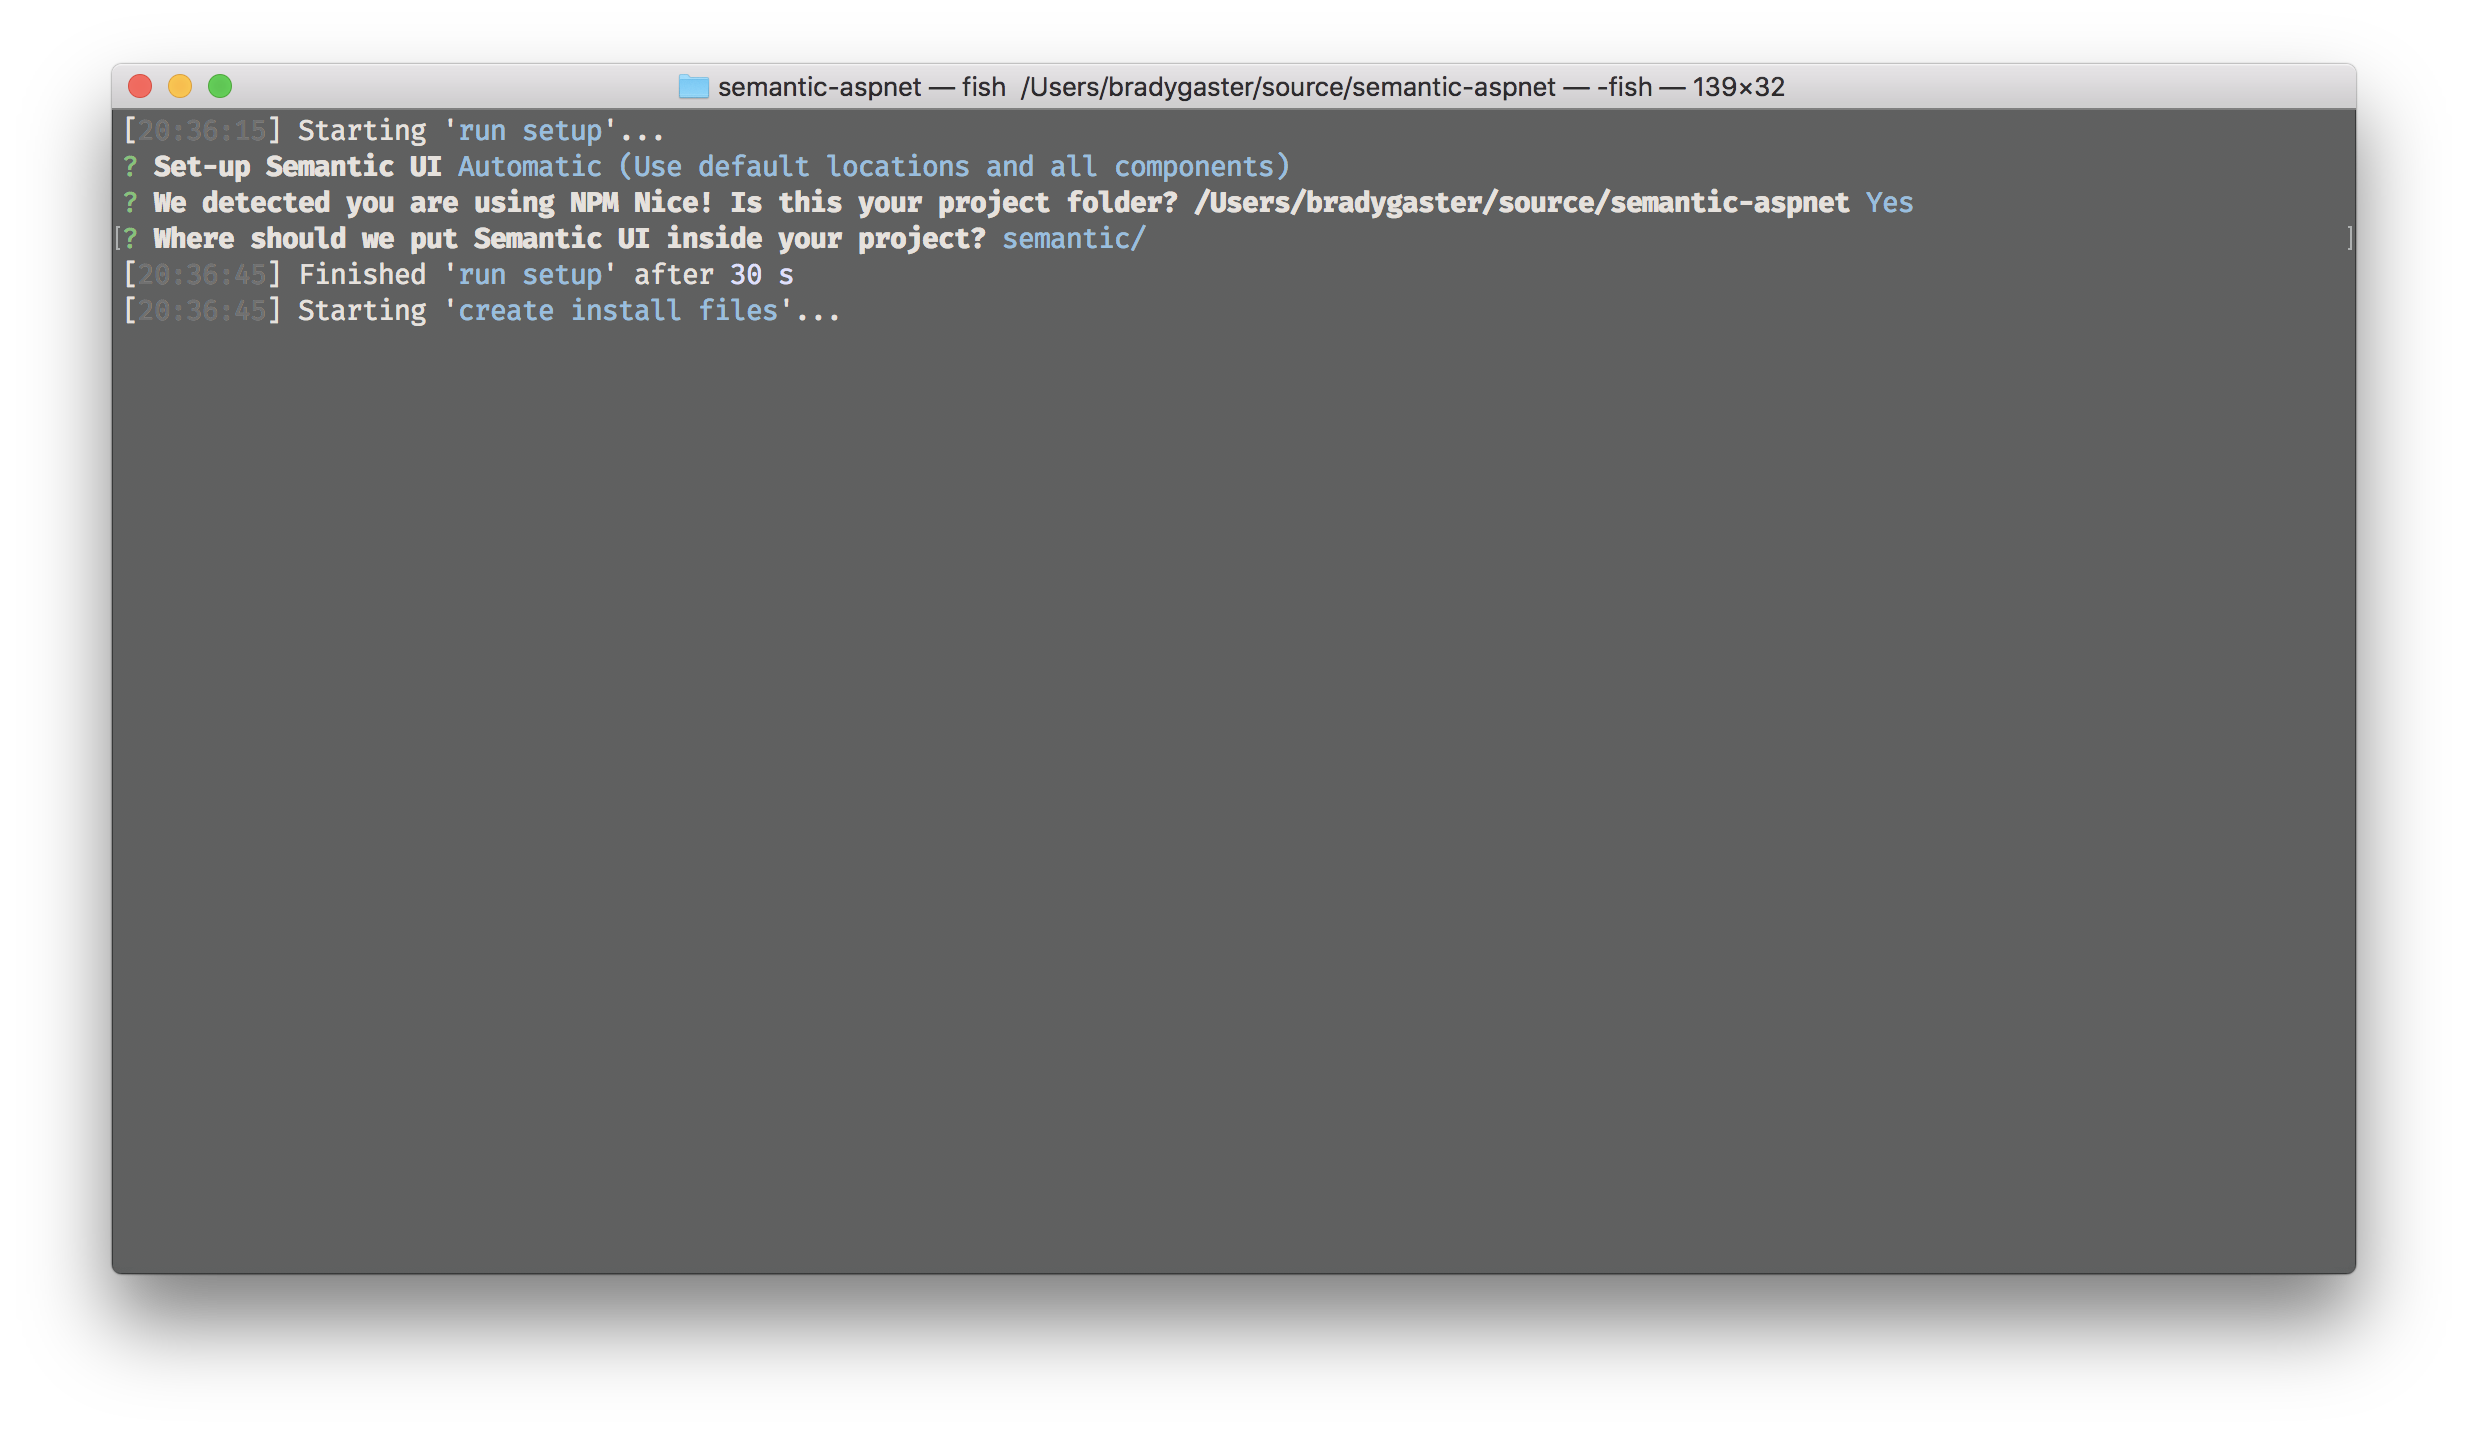 semantic-aspnet — fish  /Users/bradygaster/source/semantic-aspnet — -fish — 139×32
[20:36:15] Starting 'run setup'...
? Set-up Semantic UI Automatic (Use default locations and all components)
? We detected you are using NPM Nice! Is this your project folder? /Users/bradygaster/source/semantic-aspnet Yes
[? Where should we put Semantic UI inside your project? semantic/ ]
[20:36:45] Finished 'run setup' after 30 s
[20:36:45] Starting 'create install files'...